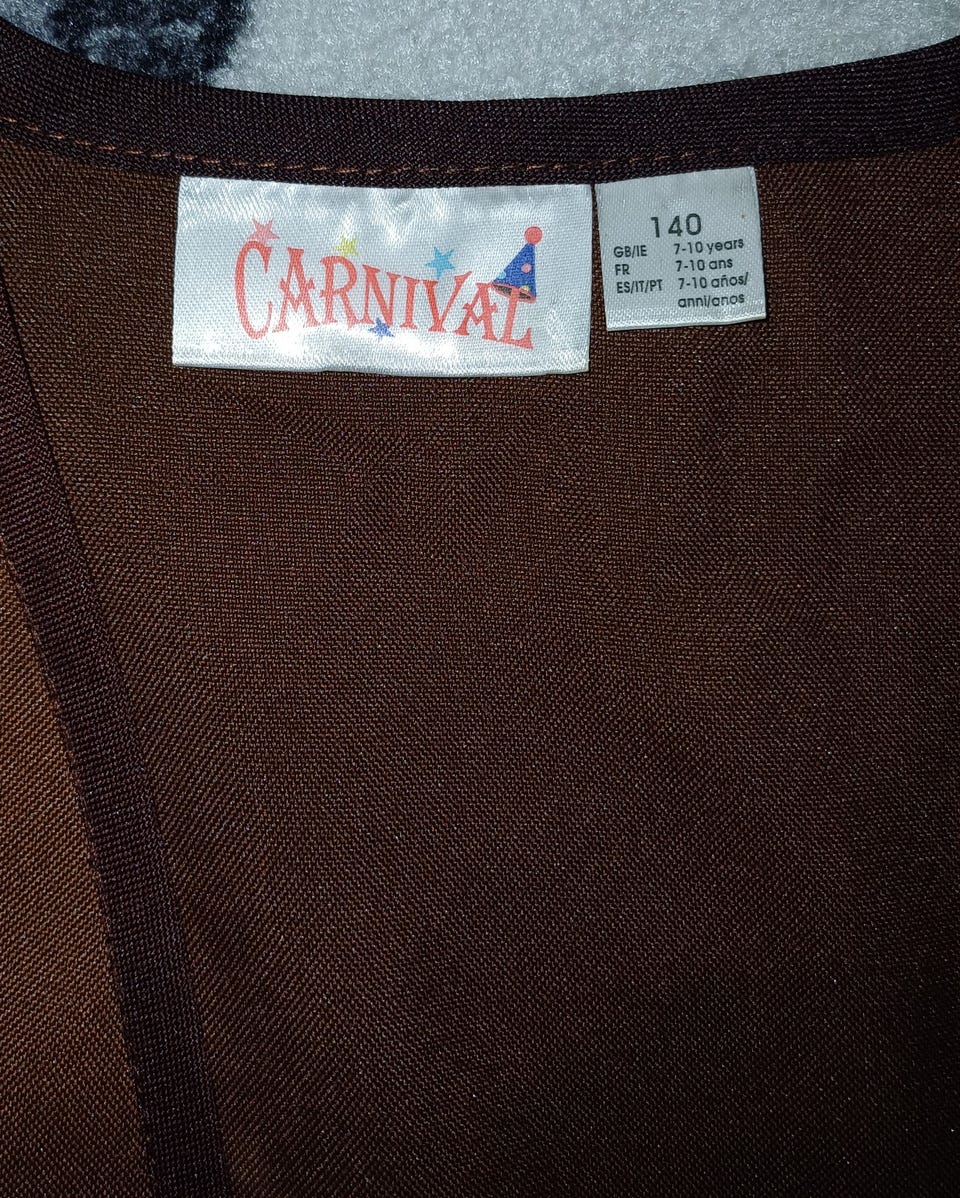 CARNIVAL
140
GB/IE 7-10 years
FR 7-10 ans
ES/IT/PT 7-10 años/
anni/anos